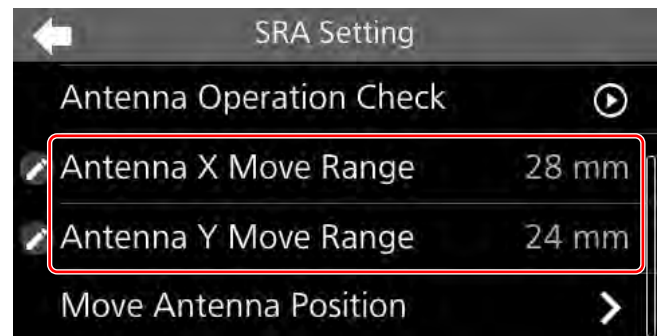 SRA Setting
Antenna Operation Check
Antenna X Move Range 28 mm
Antenna Y Move Range 24 mm
Move Antenna Position